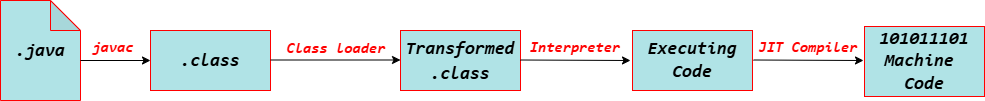 .java
javac
.class
Class loader
Transformed
.class
Interpreter
Executing
Code
JIT Compiler
101011101
Machine
Code